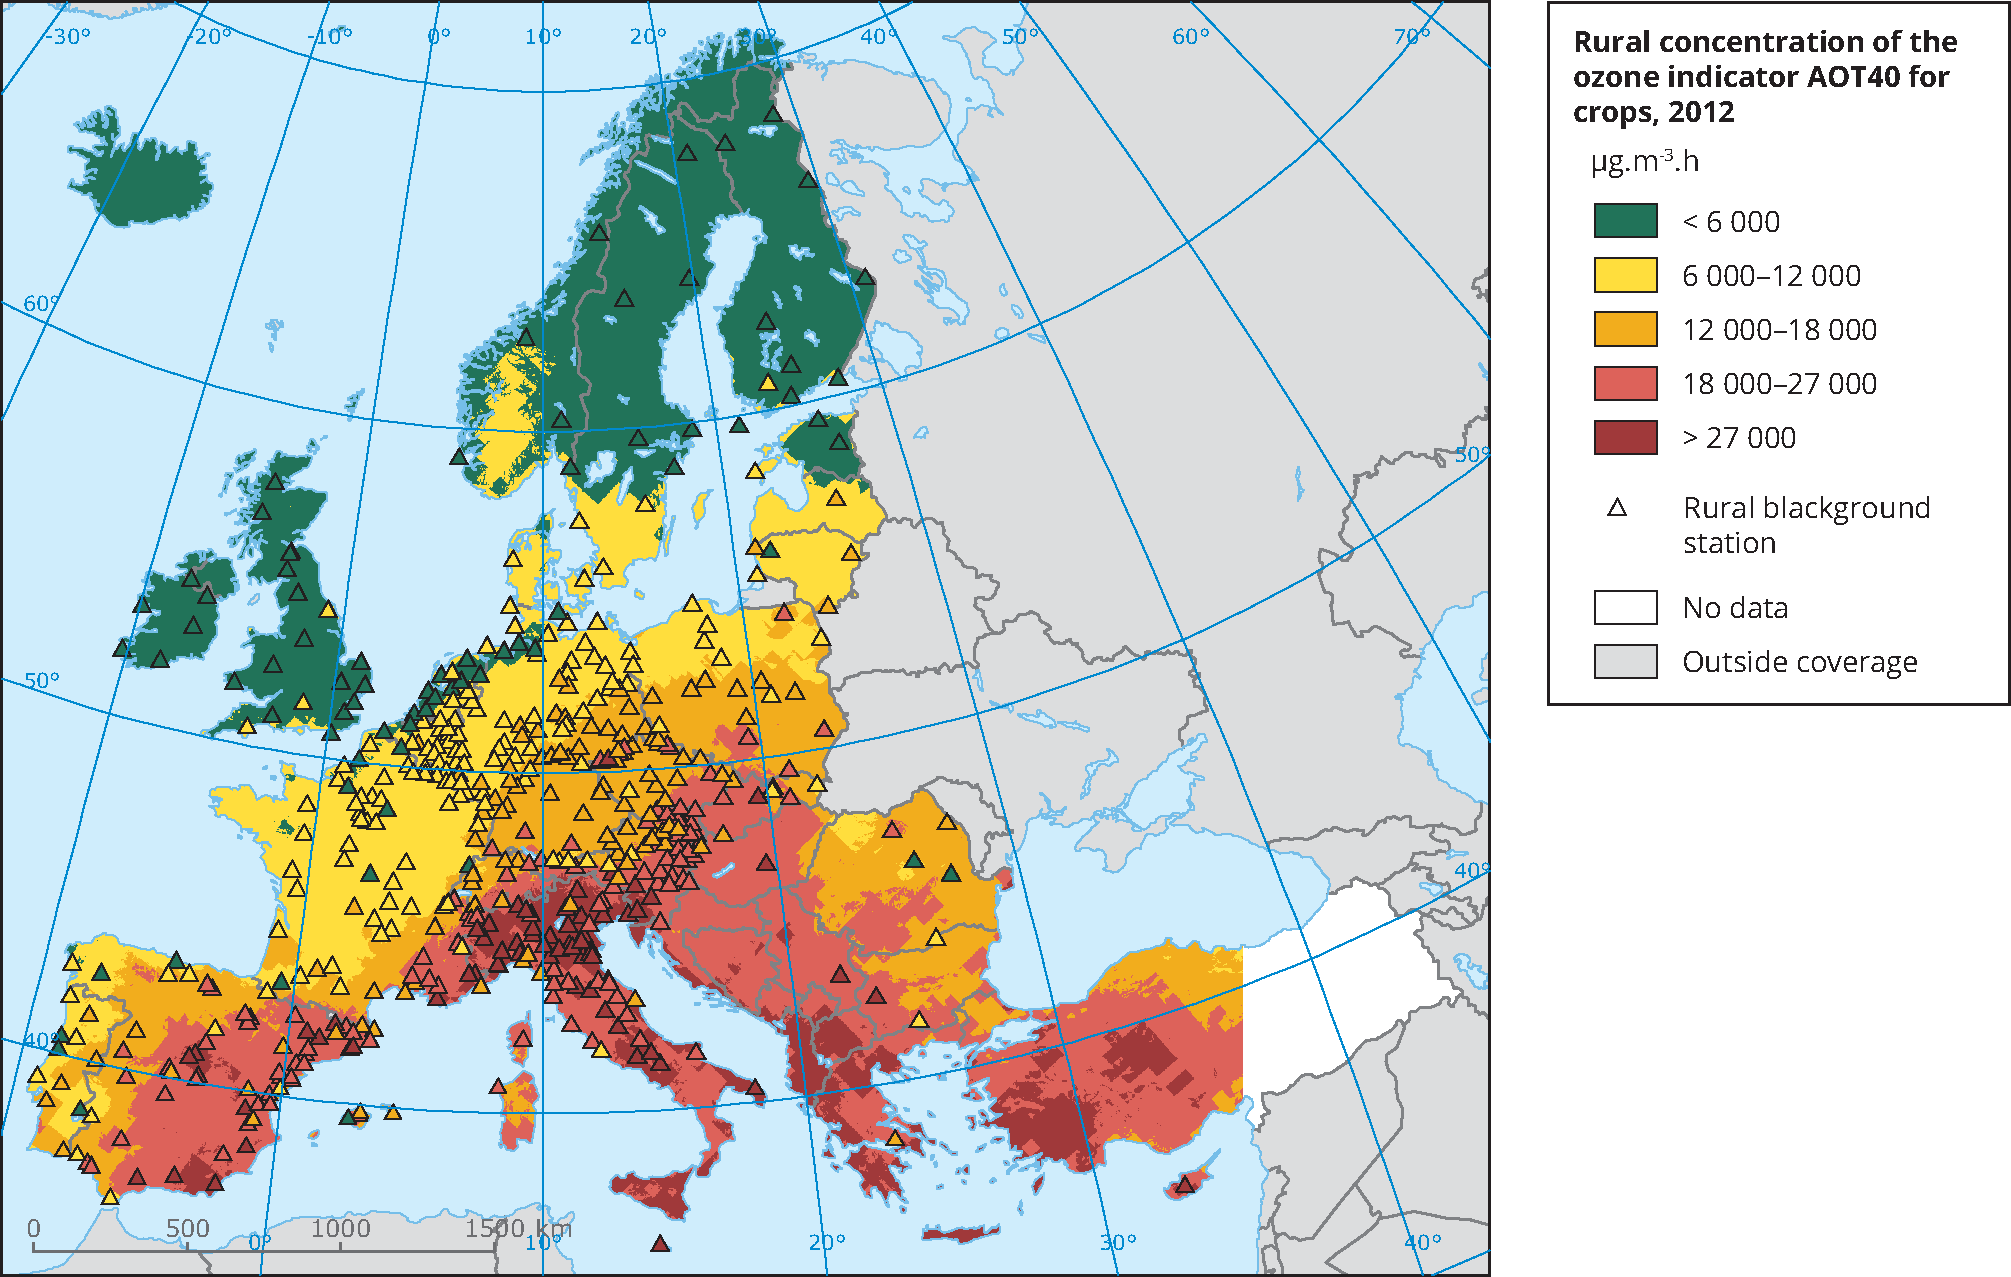 -30° -20° -10° 0° 10° 20° 30° 40° 50° 60° 70°
60°
50°
50°
40°
40°
0 500 1000 1500 km
0° 10° 20° 30° 40°
Rural concentration of the
ozone indicator AOT40 for
crops, 2012
µg.m-3.h
< 6 000
6 000–12 000
12 000–18 000
18 000–27 000
> 27 000
Rural blackground
station
No data
Outside coverage